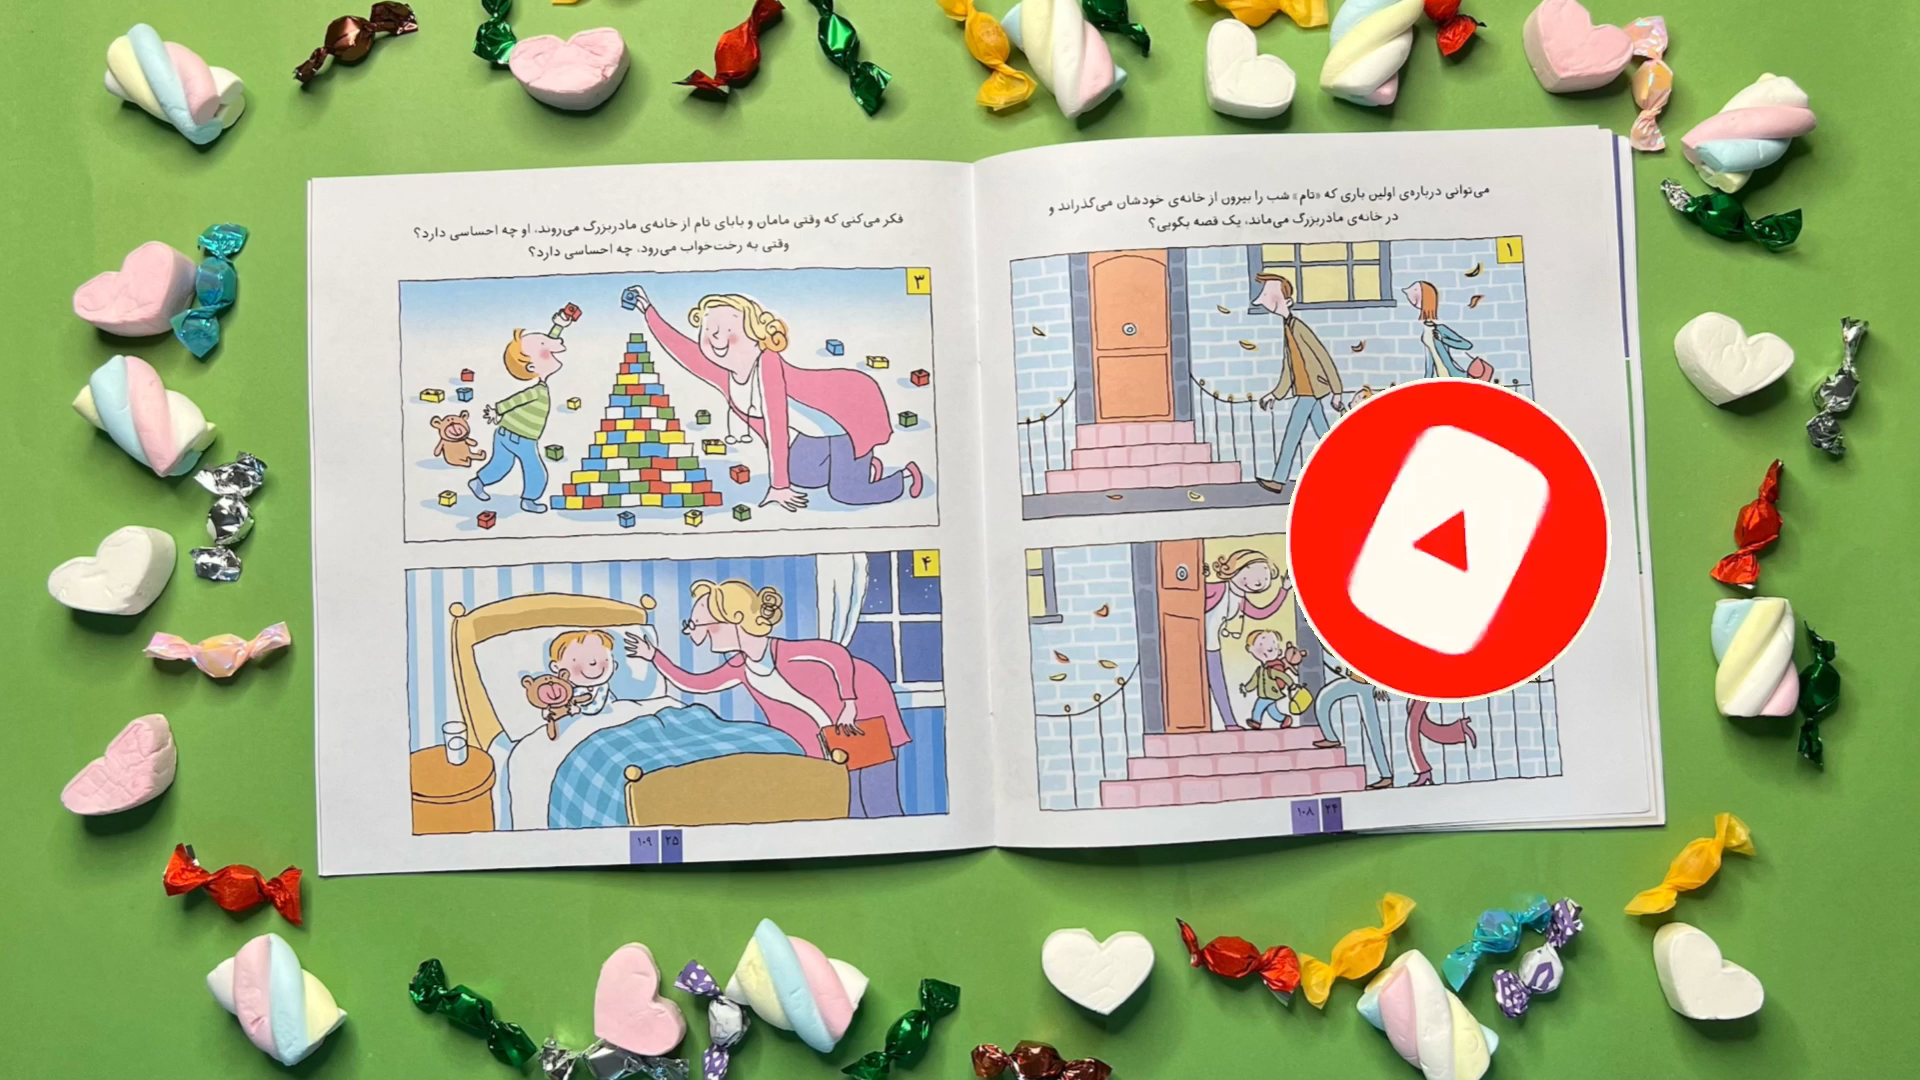 می‌توانی درباره‌ی اولین باری که «تام» شب را بیرون از خانه‌ی خودشان می‌گذراند و
در خانه‌ی مادربزرگ می‌ماند، یک قصه بگویی؟
۱
۱۰۸ ۲۴
فکر می‌کنی که وقتی مامان و بابای تام از خانه‌ی مادربزرگ می‌روند، او چه احساسی دارد؟
وقتی به رخت‌خواب می‌رود، چه احساسی دارد؟
۳
۴
۱۰۹ ۲۵